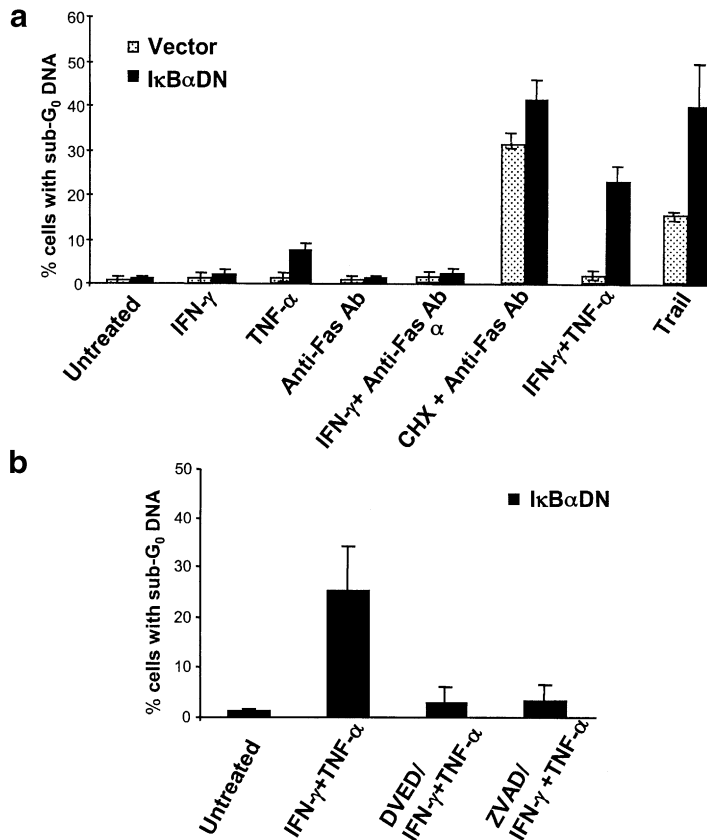 a
% cells with sub-G₀ DNA
60
50
40
30
20
10
0
Vector
IκBαDN
Untreated
IFN-γ
TNF-α
Anti-Fas Ab
IFN-γ+ Anti-Fas Ab
α
CHX + Anti-Fas Ab
IFN-γ+TNF-α
Trail
b
% cells with sub-G₀ DNA
50
40
30
20
10
0
IκBαDN
Untreated
IFN-γ+TNF-α
DVED/
IFN-γ+TNF-α
ZVAD/
IFN-γ +TNF-α